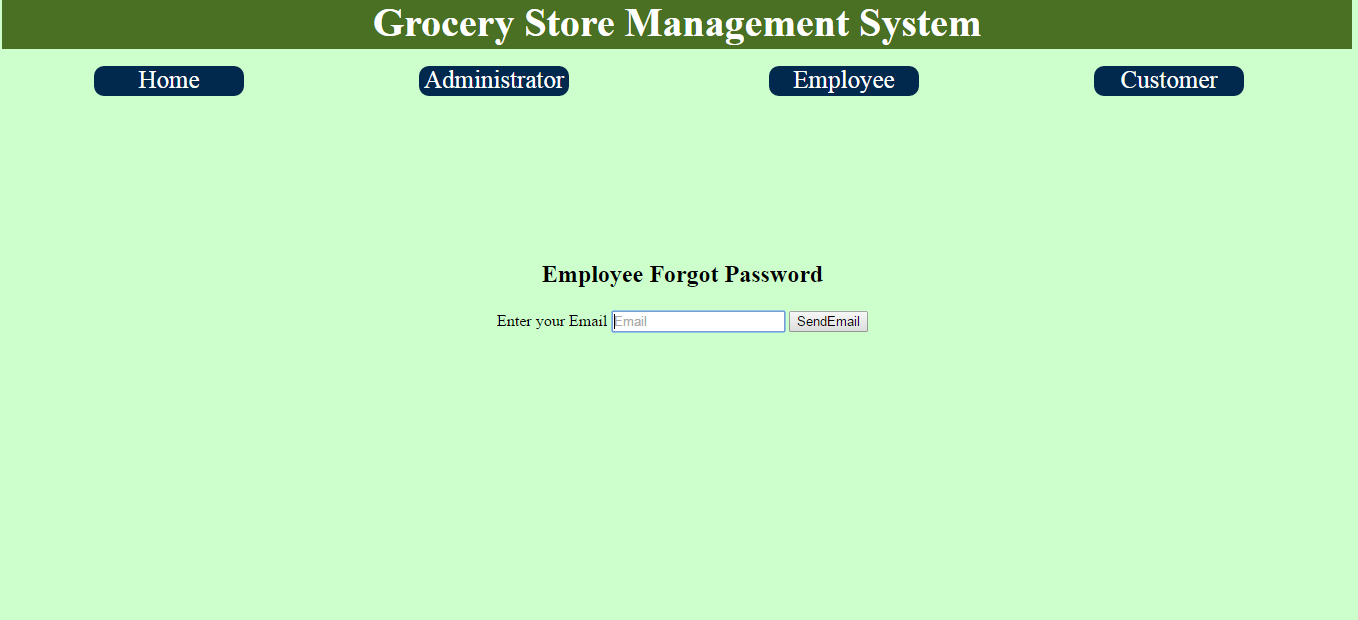 Grocery Store Management System
Home Administrator Employee Customer
Employee Forgot Password
Enter your Email Email SendEmail